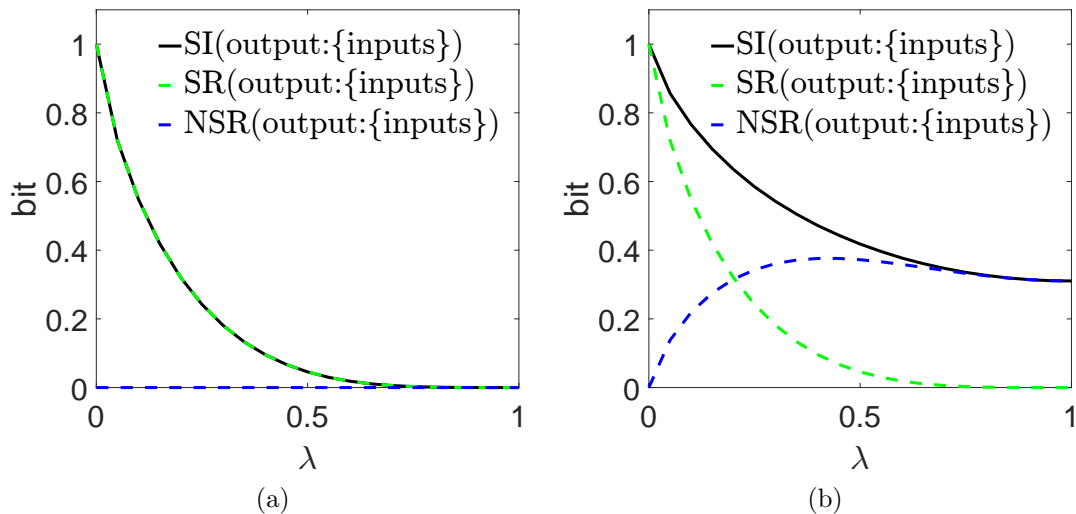 SI(output:{inputs})
SR(output:{inputs})
NSR(output:{inputs})
1
0.8
0.6
0.4
0.2
0
bit
0
0.5
1
λ
(a)
SI(output:{inputs})
SR(output:{inputs})
NSR(output:{inputs})
1
0.8
0.6
0.4
0.2
0
bit
0
0.5
1
λ
(b)